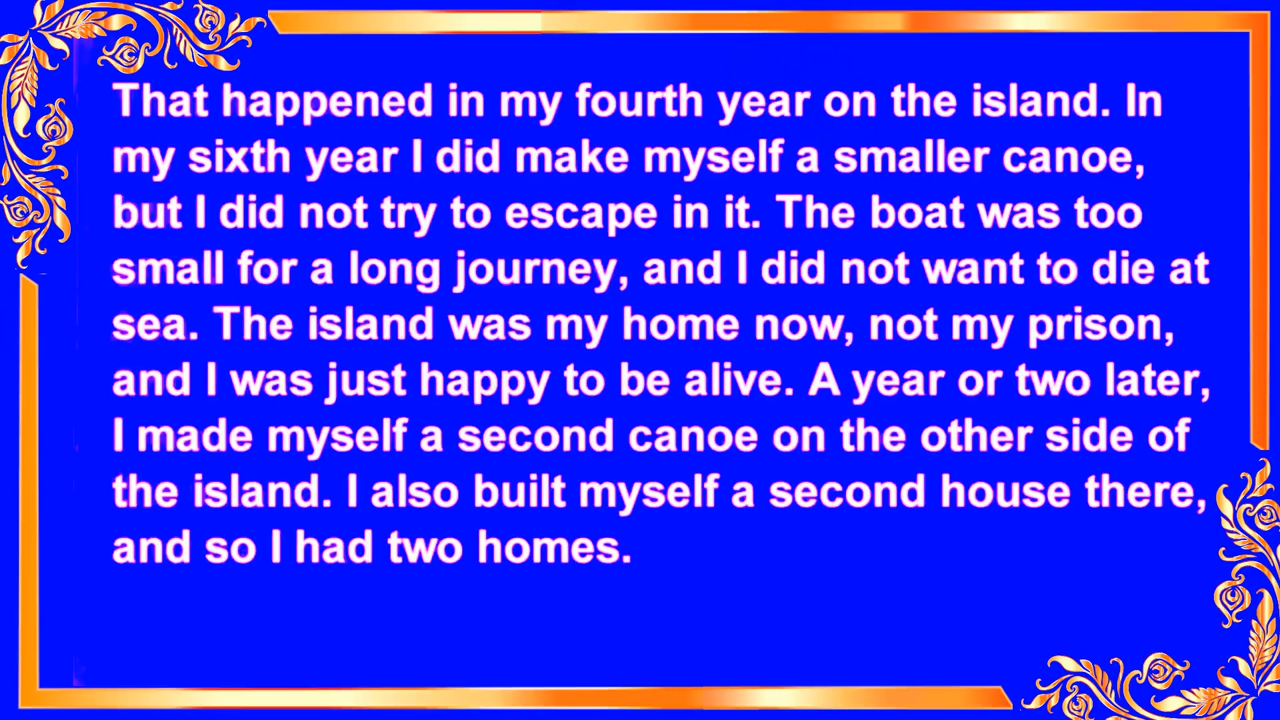 That happened in my fourth year on the island. In
my sixth year I did make myself a smaller canoe,
but I did not try to escape in it. The boat was too
small for a long journey, and I did not want to die at
sea. The island was my home now, not my prison,
and I was just happy to be alive. A year or two later,
I made myself a second canoe on the other side of
the island. I also built myself a second house there,
and so I had two homes.